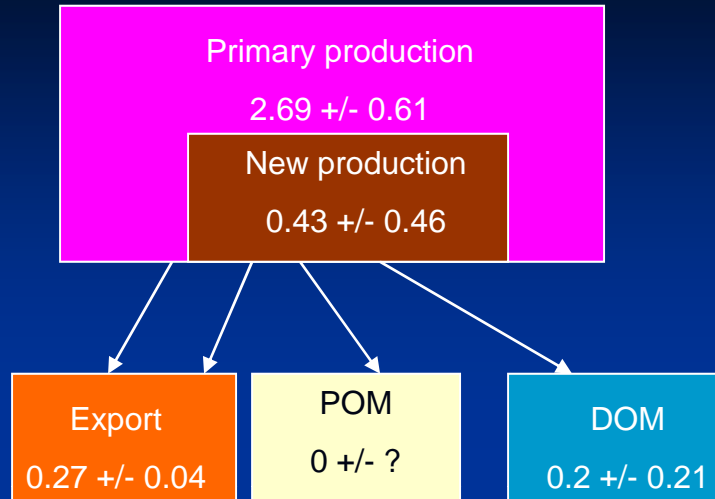 Primary production
2.69 +/- 0.61
New production
0.43 +/- 0.46
Export
0.27 +/- 0.04
POM
0 +/- ?
DOM
0.2 +/- 0.21